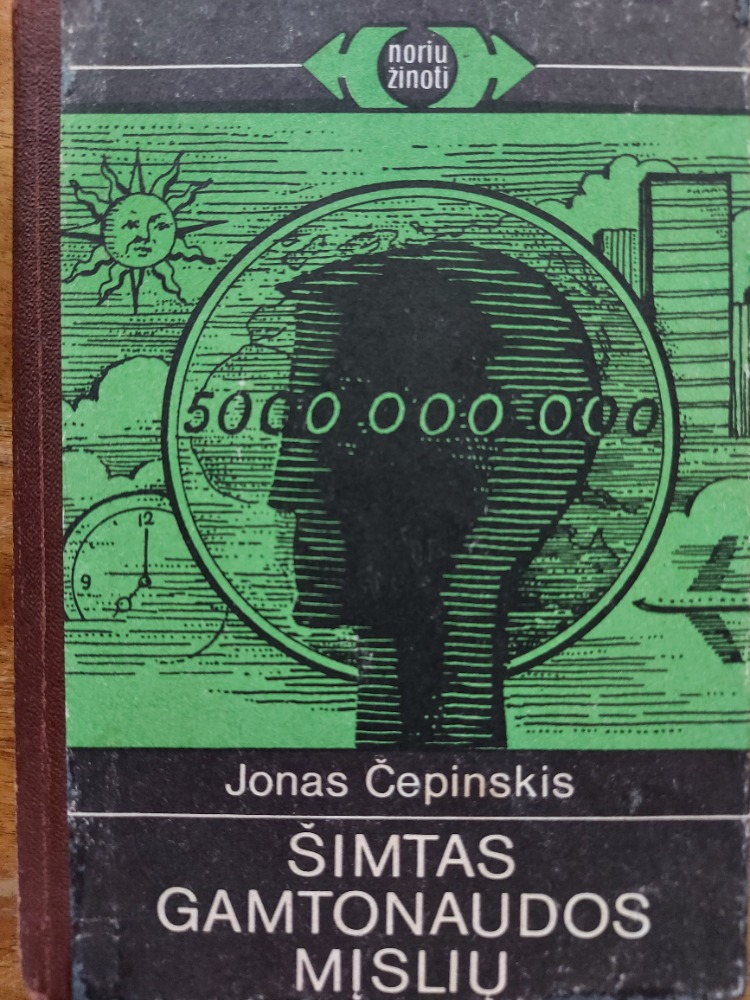 noriu
žinoti
5000 000 000
12
9
Jonas Čepinskis
ŠIMTAS
GAMTONAUDOS
MĮSLIŲ